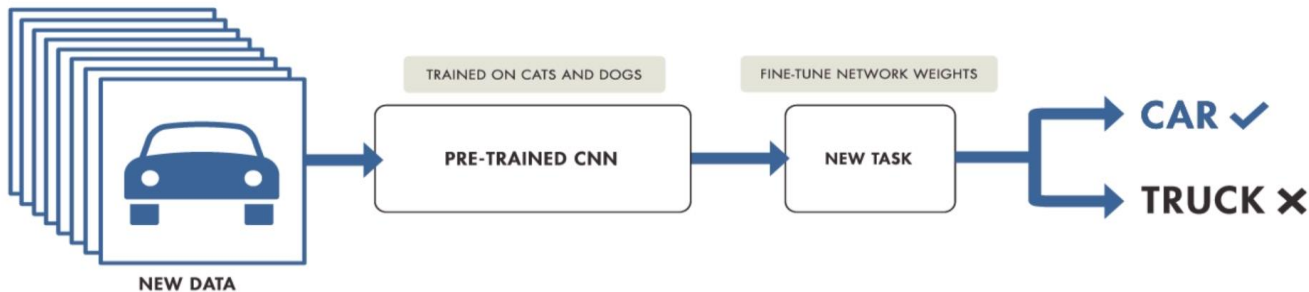 TRAINED ON CATS AND DOGS
FINE-TUNE NETWORK WEIGHTS
PRE-TRAINED CNN
NEW TASK
CAR
TRUCK
NEW DATA